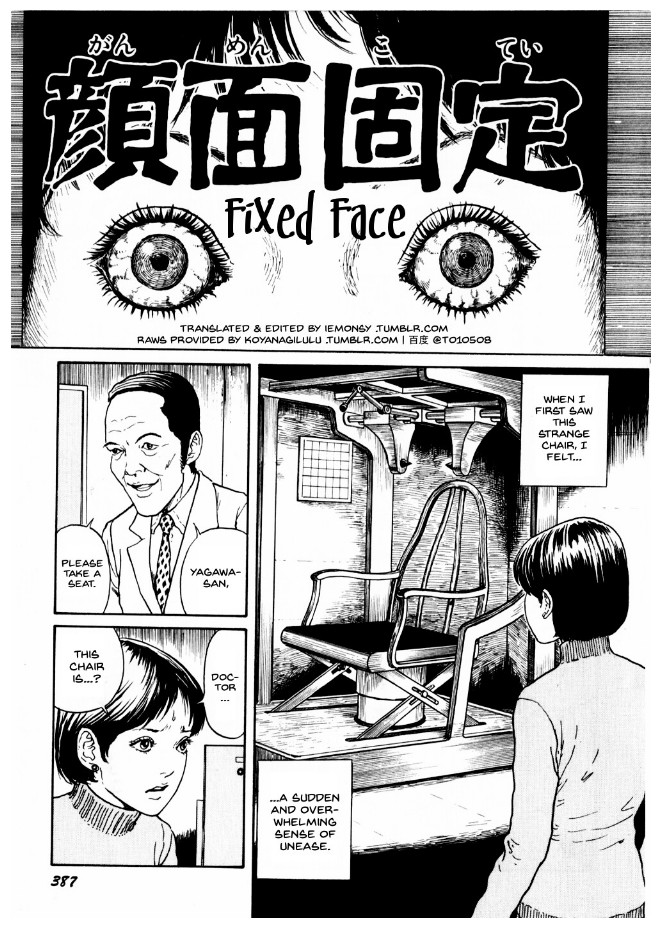 がん めん こ てい
顔面固定
Fixed Face
TRANSLATED & EDITED BY IEMONSY .TUMBLR.COM
RAWS PROVIDED BY KOYANAGILULU .TUMBLR.COM | 百度 @TO10508
WHEN I
FIRST SAW
THIS
STRANGE
CHAIR, I
FELT...
...A SUDDEN
AND OVER-
WHELMING
SENSE OF
UNEASE.
YAGAWA-
SAN,
PLEASE
TAKE A
SEAT.
DOC-
TOR
...
THIS
CHAIR
IS...?
387